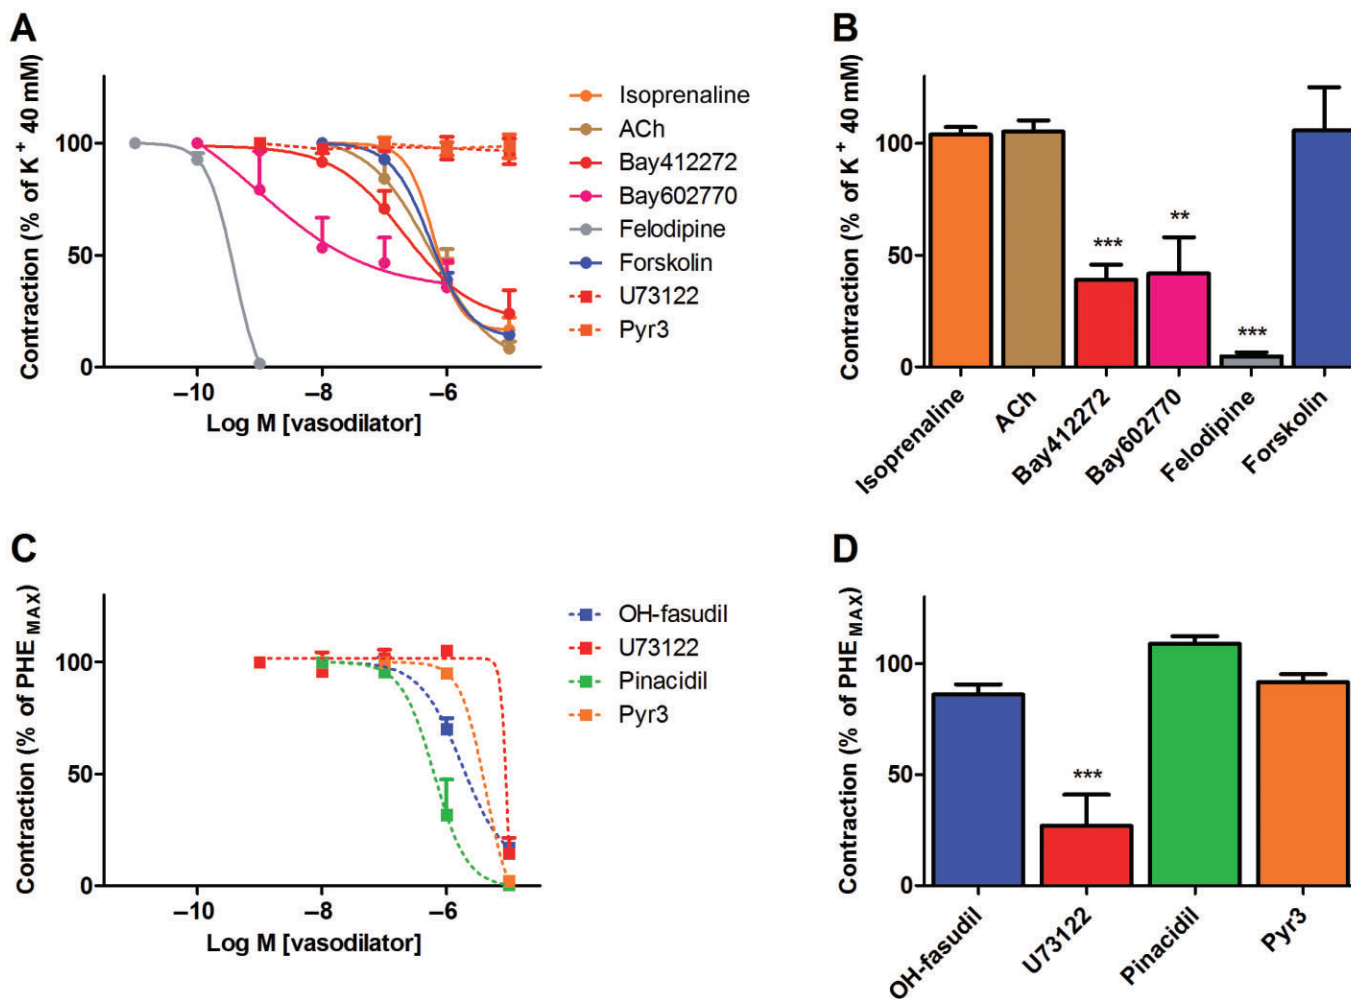 A
Contraction (% of K⁺ 40 mM)
100
50
0
–10
–8
–6
Log M [vasodilator]
Isoprenaline
ACh
Bay412272
Bay602770
Felodipine
Forskolin
U73122
Pyr3
B
Contraction (% of K⁺ 40 mM)
100
50
0
***
**
***
Isoprenaline
ACh
Bay412272
Bay602770
Felodipine
Forskolin
C
Contraction (% of PHE_MAX)
100
50
0
–10
–8
–6
Log M [vasodilator]
OH-fasudil
U73122
Pinacidil
Pyr3
D
Contraction (% of PHE_MAX)
100
50
0
***
OH-fasudil
U73122
Pinacidil
Pyr3